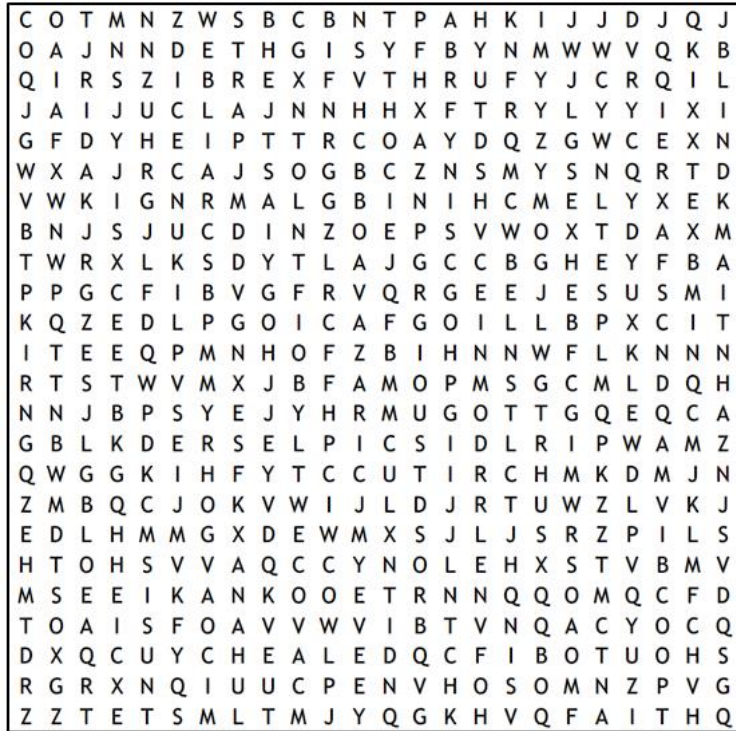 C O T M N Z W S B C B N T P A H K I J J D J Q J
O A J N N D E T H G I S Y F B Y N M W W V Q K B
Q I R S Z I B R E X F V T H R U F Y J C R Q I L
J A I J U C L A J N N H H X F T R Y L Y Y I X I
G F D Y H E I P T T R C O A Y D Q Z G W C E X N
W X A J R C A J S O G B C Z N S M Y S N Q R T D
V W K I G N R M A L G B I N I H C M E L Y X E K
B N J S J U C D I N Z O E P S V W O X T D A X M
T W R X L K S D Y T L A J G C C B G H E Y F B A
P P G C F I B V G F R V Q R G E E J E S U S M I
K Q Z E D L P G O I C A F G O I L L B P X C I T
I T E E Q P M N H O F Z B I H N N W F L K N N N
R T S T W V M X J B F A M O P M S G C M L D Q H
N N J B P S Y E J Y H R M U G O T T G Q E Q C A
G B L K D E R S E L P I C S I D L R I P W A M Z
Q W G G K I H F Y T C C U T I R C H M K D M J N
Z M B Q C J O K V W I J L D J R T U W Z L V K J
E D L H M M G X D E W M X S J L J S R Z P I L S
H T O H S V V A Q C C Y N O L E H X S T V B M V
M S E E I K A N K O O E T R N N Q Q O M Q C F D
T O A I S F O A V V W V I B T V N Q A C Y O C Q
D X Q C U Y C H E A L E D Q C F I B O T U O H S
R G R X N Q I U U C P E N V H O S O M N Z P V G
Z Z T E T S M L T M J Y Q G K H V Q F A I T H Q